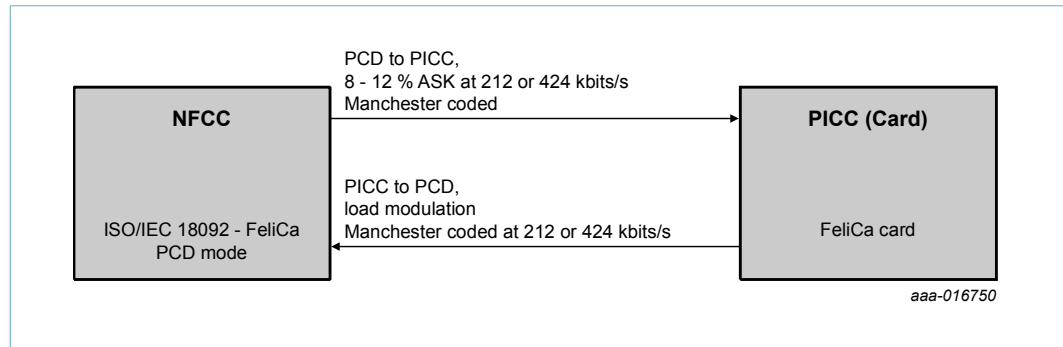 NFCC
ISO/IEC 18092 - FeliCa
PCD mode
PCD to PICC,
8 - 12 % ASK at 212 or 424 kbits/s
Manchester coded
PICC to PCD,
load modulation
Manchester coded at 212 or 424 kbits/s
PICC (Card)
FeliCa card
aaa-016750